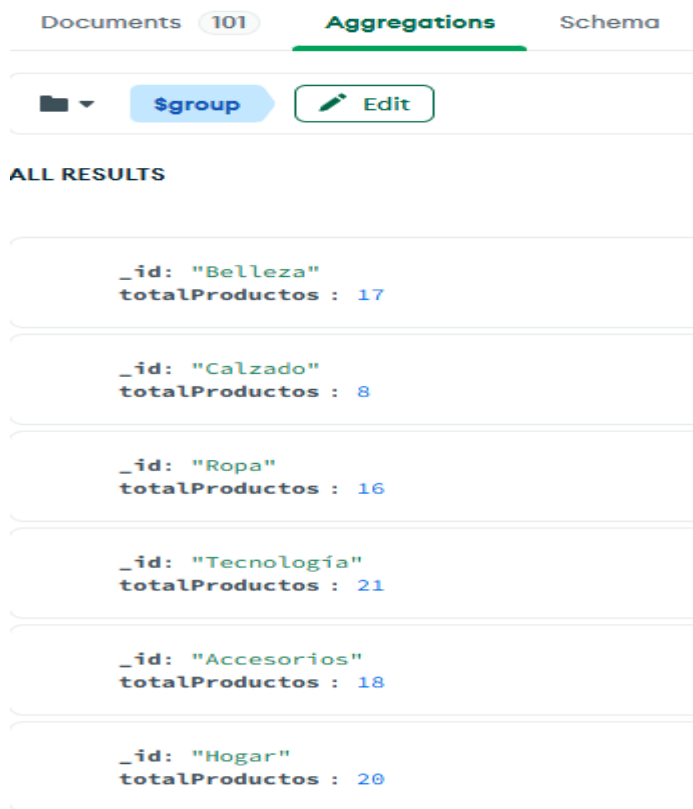 Documents 101 Aggregations Schema
$group Edit
ALL RESULTS
_id: "Belleza"
totalProductos : 17
_id: "Calzado"
totalProductos : 8
_id: "Ropa"
totalProductos : 16
_id: "Tecnología"
totalProductos : 21
_id: "Accesorios"
totalProductos : 18
_id: "Hogar"
totalProductos : 20